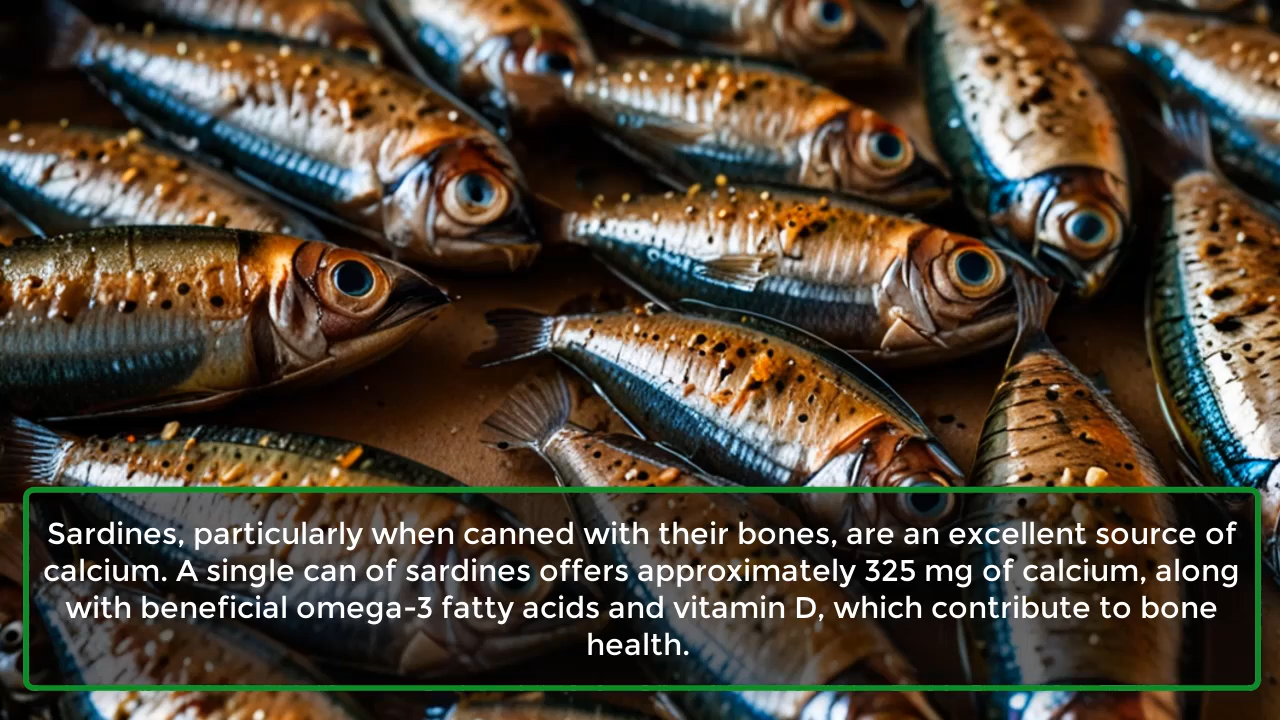 Sardines, particularly when canned with their bones, are an excellent source of
calcium. A single can of sardines offers approximately 325 mg of calcium, along
with beneficial omega-3 fatty acids and vitamin D, which contribute to bone
health.